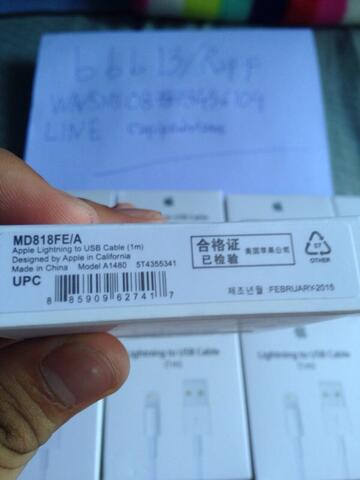 MD818FE/A
Apple Lightning to USB Cable (1m)
Designed by Apple in California
Made in China Model A1480 5T4355341
UPC
8 85909 62741 7
合格证
已检验
美国苹果公司
07
OTHER
제조년월 :FEBRUARY-2015
LINE
Lightning to USB Cable
Lightning to USB Cable